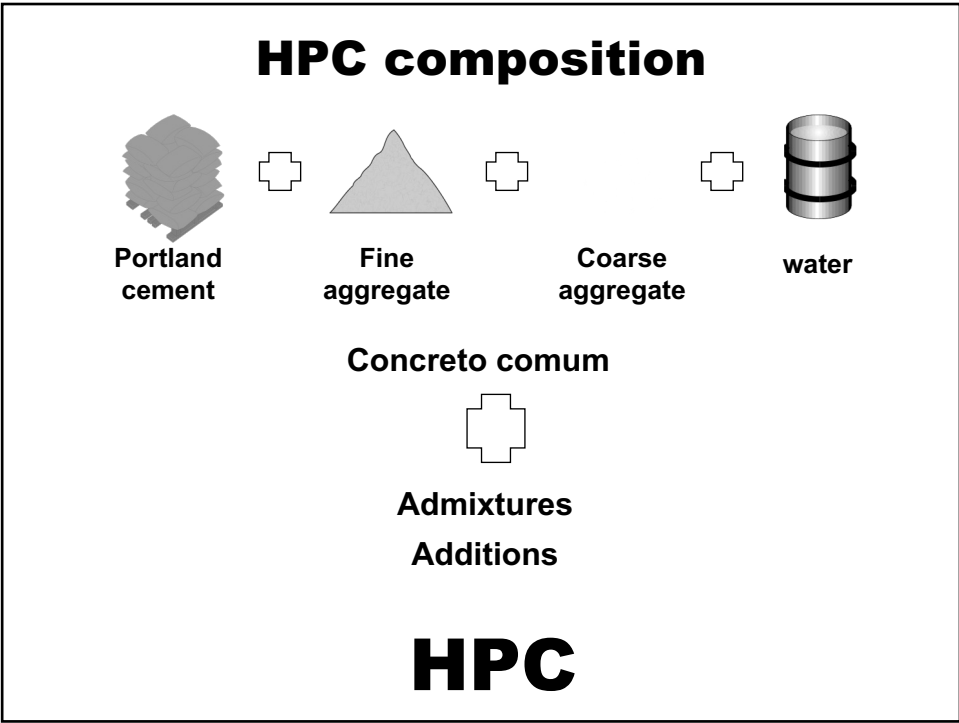 HPC composition
Portland
cement
Fine
aggregate
Coarse
aggregate
water
Concreto comum
Admixtures
Additions
HPC